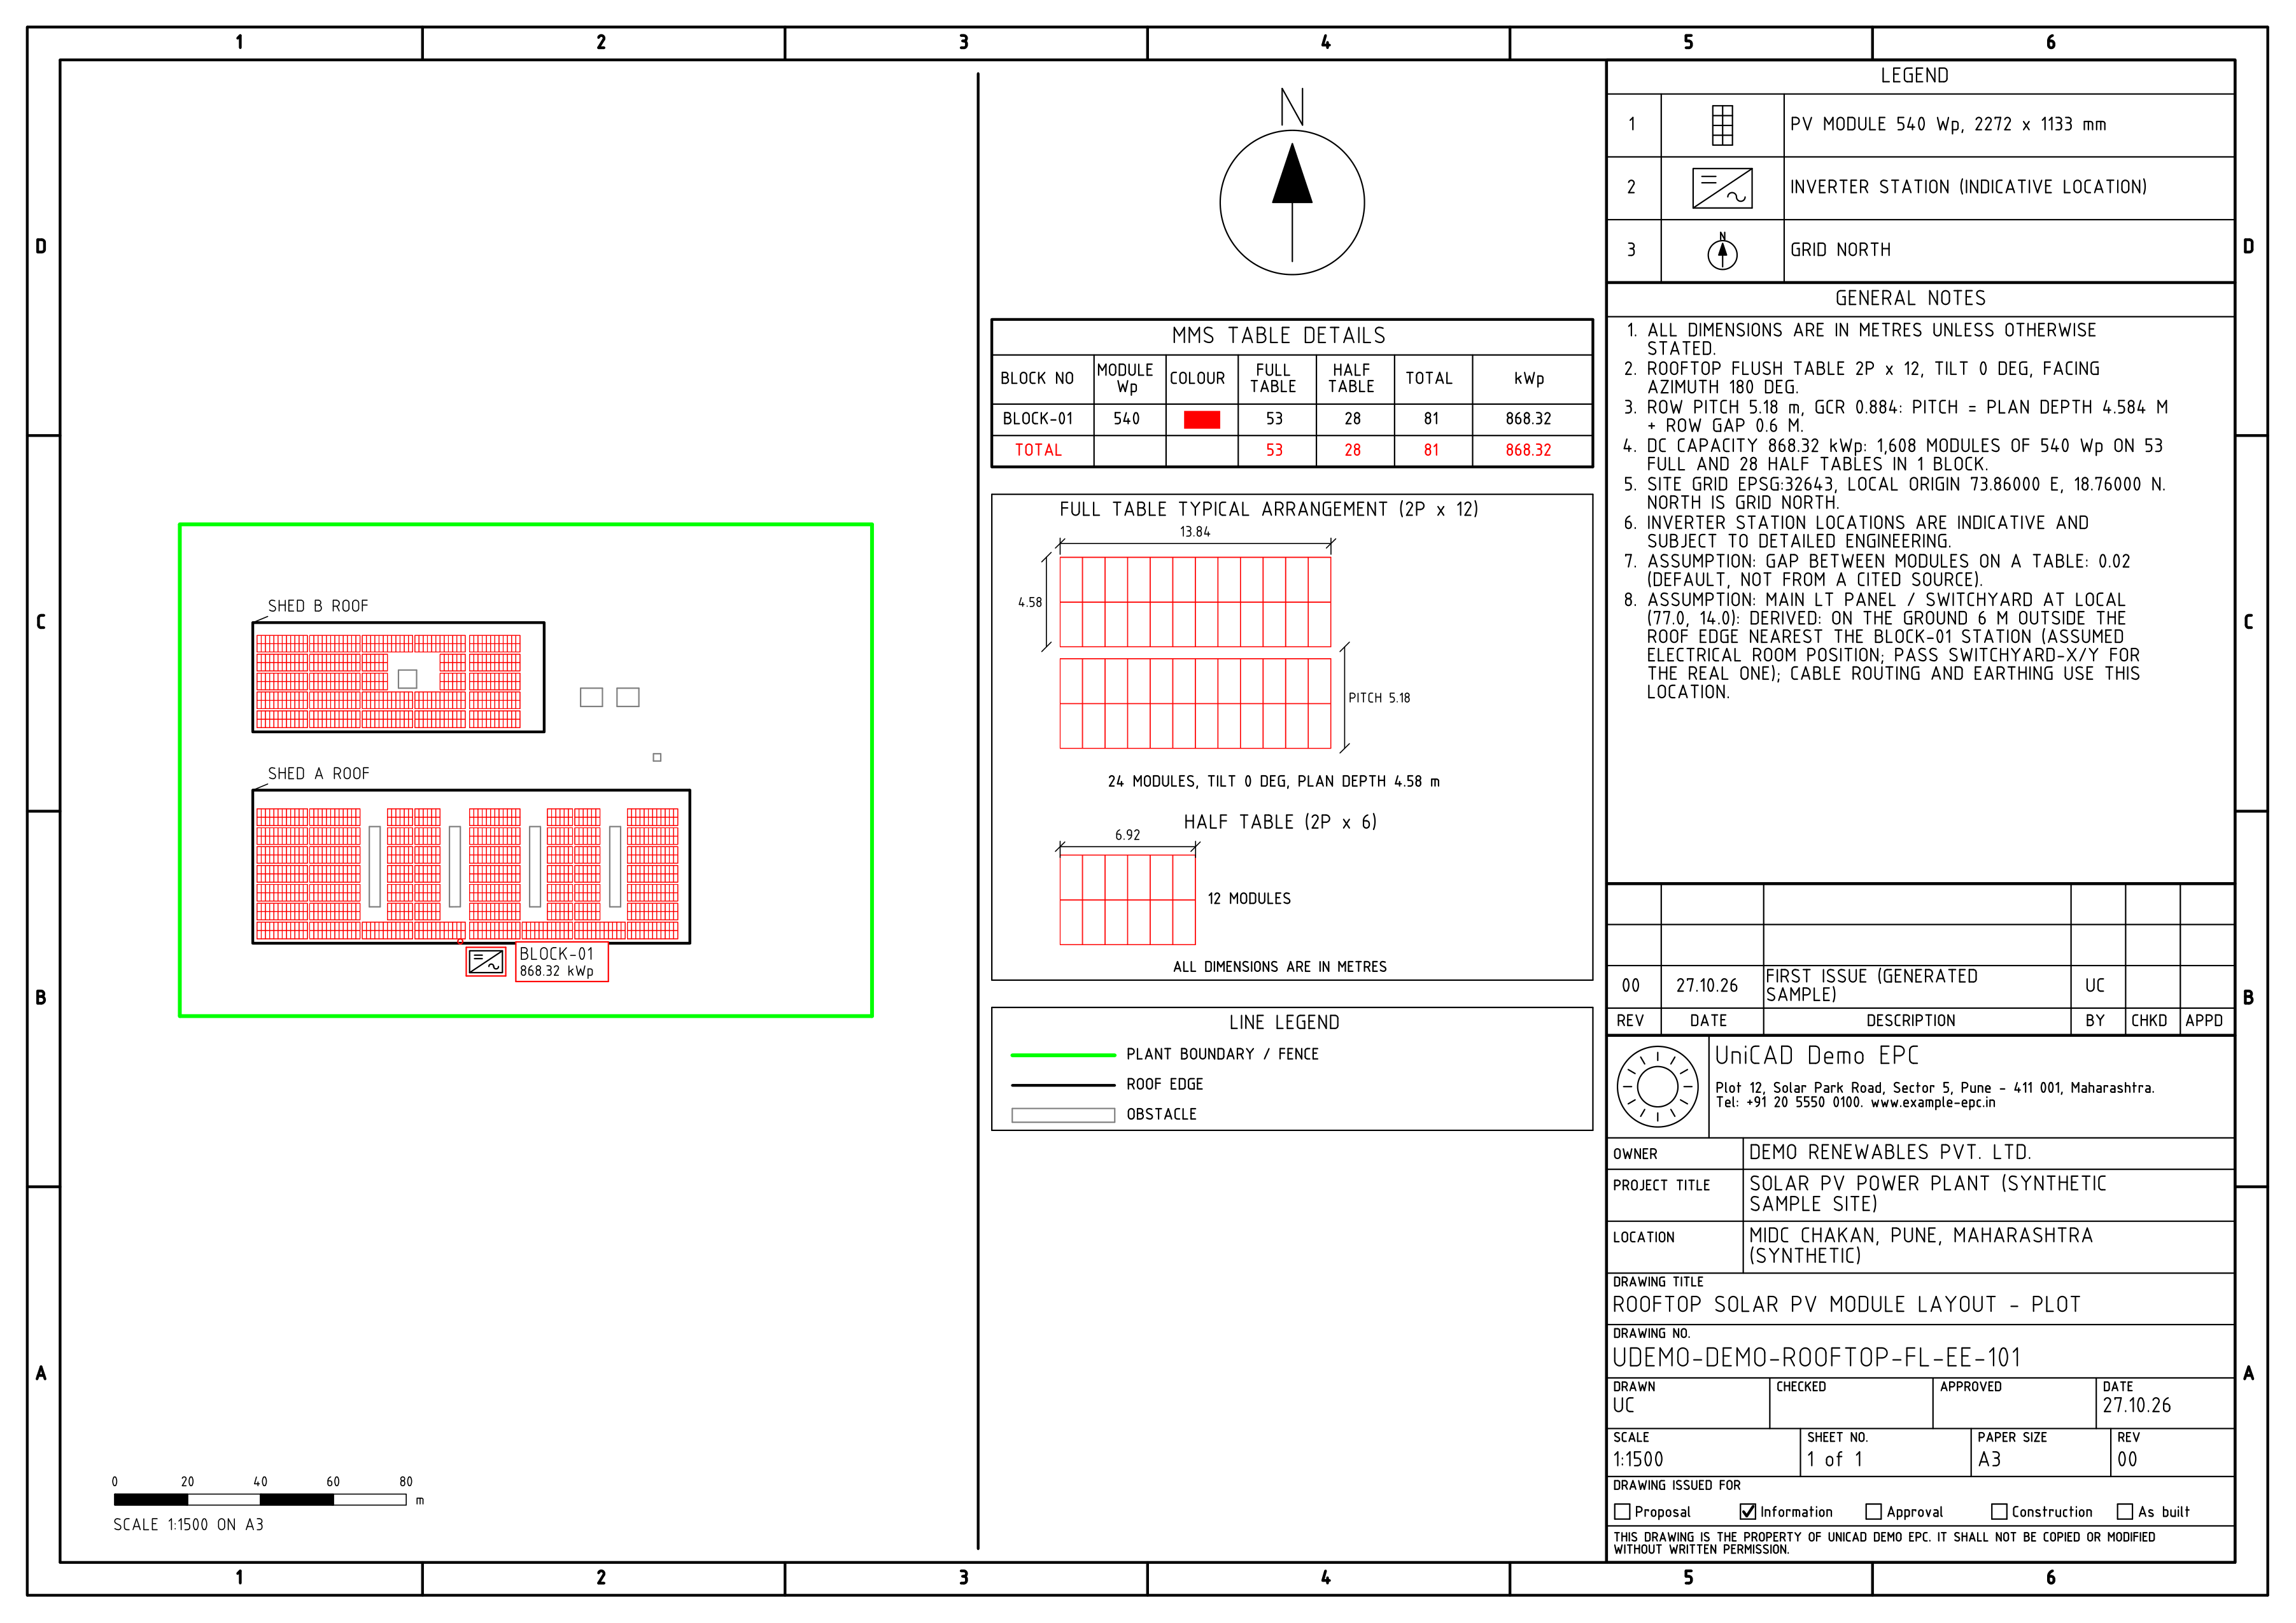 1 2 3 4 5 6
D
C
B
A
D
C
B
A
1 2 3 4 5 6
SHED B ROOF
SHED A ROOF
BLOCK-01
868.32 kWp
0 20 40 60 80
m
SCALE 1:1500 ON A3
N
MMS TABLE DETAILS
BLOCK NO MODULE Wp COLOUR FULL TABLE HALF TABLE TOTAL kWp
BLOCK-01 540 53 28 81 868.32
TOTAL 53 28 81 868.32
FULL TABLE TYPICAL ARRANGEMENT (2P x 12)
13.84
4.58
PITCH 5.18
24 MODULES, TILT 0 DEG, PLAN DEPTH 4.58 m
HALF TABLE (2P x 6)
6.92
12 MODULES
ALL DIMENSIONS ARE IN METRES
LINE LEGEND
PLANT BOUNDARY / FENCE
ROOF EDGE
OBSTACLE
LEGEND
1 PV MODULE 540 Wp, 2272 x 1133 mm
2 INVERTER STATION (INDICATIVE LOCATION)
3 N GRID NORTH
GENERAL NOTES
1. ALL DIMENSIONS ARE IN METRES UNLESS OTHERWISE
STATED.
2. ROOFTOP FLUSH TABLE 2P x 12, TILT 0 DEG, FACING
AZIMUTH 180 DEG.
3. ROW PITCH 5.18 m, GCR 0.884: PITCH = PLAN DEPTH 4.584 M
+ ROW GAP 0.6 M.
4. DC CAPACITY 868.32 kWp: 1,608 MODULES OF 540 Wp ON 53
FULL AND 28 HALF TABLES IN 1 BLOCK.
5. SITE GRID EPSG:32643, LOCAL ORIGIN 73.86000 E, 18.76000 N.
NORTH IS GRID NORTH.
6. INVERTER STATION LOCATIONS ARE INDICATIVE AND
SUBJECT TO DETAILED ENGINEERING.
7. ASSUMPTION: GAP BETWEEN MODULES ON A TABLE: 0.02
(DEFAULT, NOT FROM A CITED SOURCE).
8. ASSUMPTION: MAIN LT PANEL / SWITCHYARD AT LOCAL
(77.0, 14.0): DERIVED: ON THE GROUND 6 M OUTSIDE THE
ROOF EDGE NEAREST THE BLOCK-01 STATION (ASSUMED
ELECTRICAL ROOM POSITION; PASS SWITCHYARD-X/Y FOR
THE REAL ONE); CABLE ROUTING AND EARTHING USE THIS
LOCATION.
00 27.10.26 FIRST ISSUE (GENERATED SAMPLE) UC
REV DATE DESCRIPTION BY CHKD APPD
UniCAD Demo EPC
Plot 12, Solar Park Road, Sector 5, Pune - 411 001, Maharashtra.
Tel: +91 20 5550 0100. www.example-epc.in
OWNER DEMO RENEWABLES PVT. LTD.
PROJECT TITLE SOLAR PV POWER PLANT (SYNTHETIC
SAMPLE SITE)
LOCATION MIDC CHAKAN, PUNE, MAHARASHTRA
(SYNTHETIC)
DRAWING TITLE
ROOFTOP SOLAR PV MODULE LAYOUT - PLOT
DRAWING NO.
UDEMO-DEMO-ROOFTOP-FL-EE-101
DRAWN CHECKED APPROVED DATE
UC 27.10.26
SCALE SHEET NO. PAPER SIZE REV
1:1500 1 of 1 A3 00
DRAWING ISSUED FOR
Proposal Information Approval Construction As built
THIS DRAWING IS THE PROPERTY OF UNICAD DEMO EPC. IT SHALL NOT BE COPIED OR MODIFIED
WITHOUT WRITTEN PERMISSION.